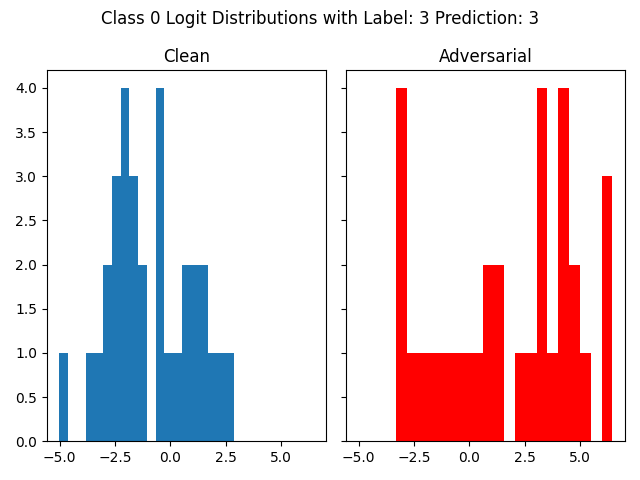 Class 0 Logit Distributions with Label: 3 Prediction: 3
Clean
Adversarial
4.0
3.5
3.0
2.5
2.0
1.5
1.0
0.5
0.0
−5.0 −2.5 0.0 2.5 5.0
−5.0 −2.5 0.0 2.5 5.0